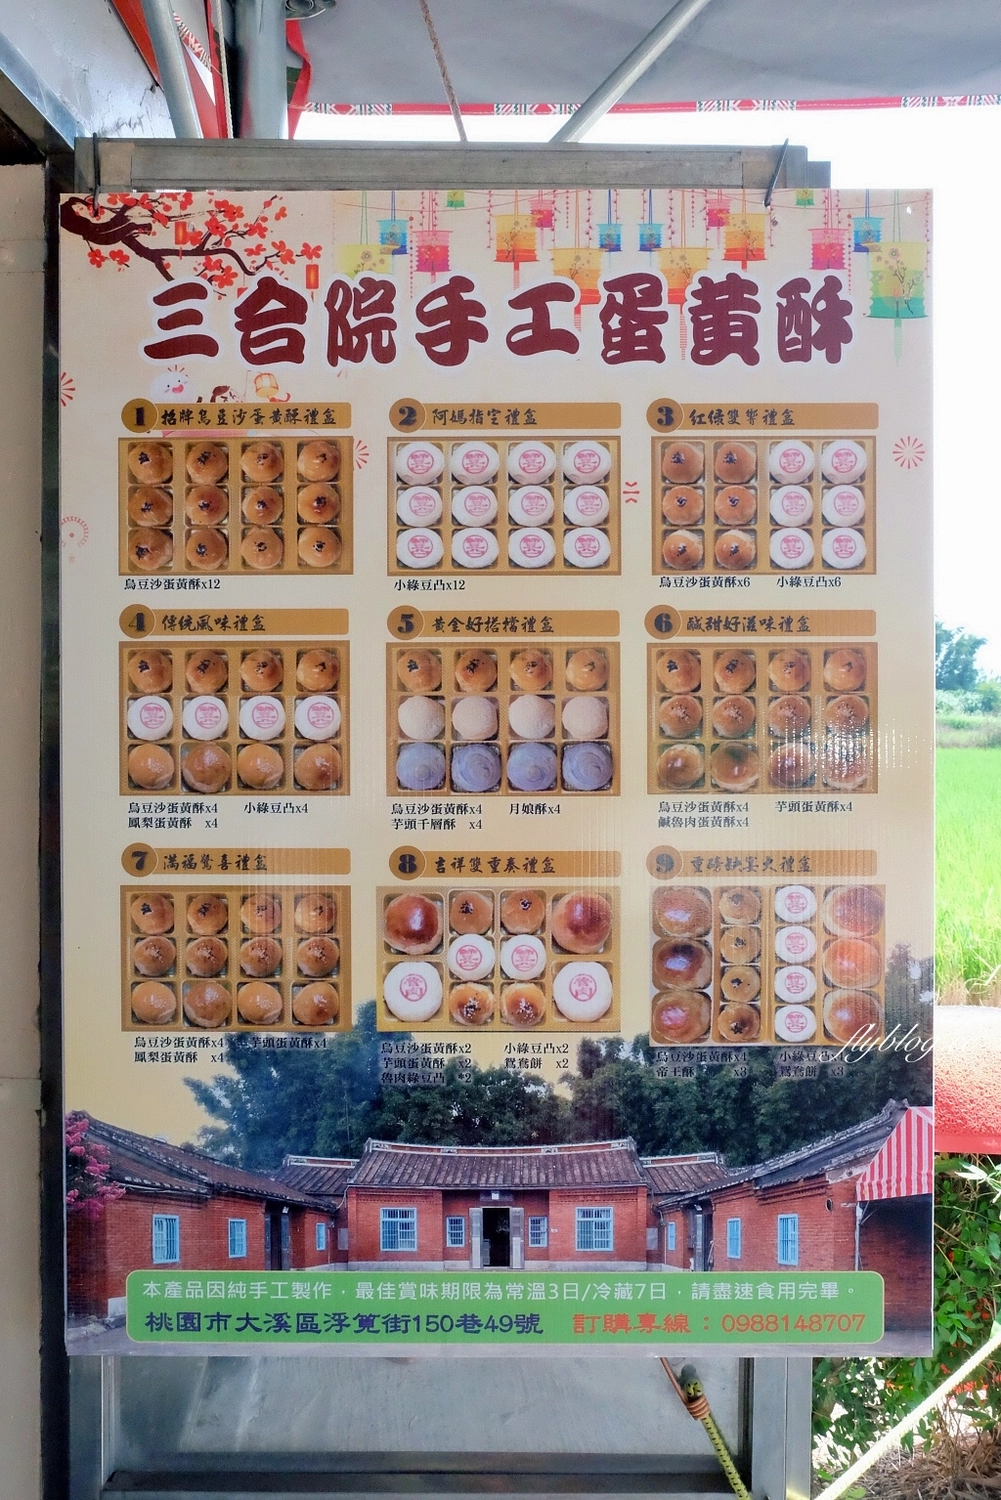 三合院手工蛋黃酥
1 招牌烏豆沙蛋黃酥禮盒
烏豆沙蛋黃酥x12
2 阿媽指定禮盒
小綠豆凸x12
3 紅綠雙響禮盒
烏豆沙蛋黃酥x6 小綠豆凸x6
4 傳統風味禮盒
烏豆沙蛋黃酥x4 小綠豆凸x4
鳳梨蛋黃酥 x4
5 黃金好搭檔禮盒
烏豆沙蛋黃酥x4 月娘酥x4
芋頭千層酥 x4
6 鹹甜好滋味禮盒
烏豆沙蛋黃酥x4 芋頭蛋黃酥x4
鹹魯肉蛋黃酥x4
7 滿福驚喜禮盒
烏豆沙蛋黃酥x4 芋頭蛋黃酥x4
鳳梨蛋黃酥 x4
8 吉祥雙重奏禮盒
烏豆沙蛋黃酥x2 小綠豆凸x2
芋頭蛋黃酥 x2 鴛鴦餅 x2
魯肉綠豆凸 x2
9 重磅 火禮盒
烏豆沙蛋黃酥x4 小綠豆凸x4
帝王酥 x3 鴛鴦餅 x3
flyblog
本產品因純手工製作，最佳賞味期限為常溫3日/冷藏7日，請盡速食用完畢。
桃園市大溪區浮筧街150巷49號 訂購專線：0988148707